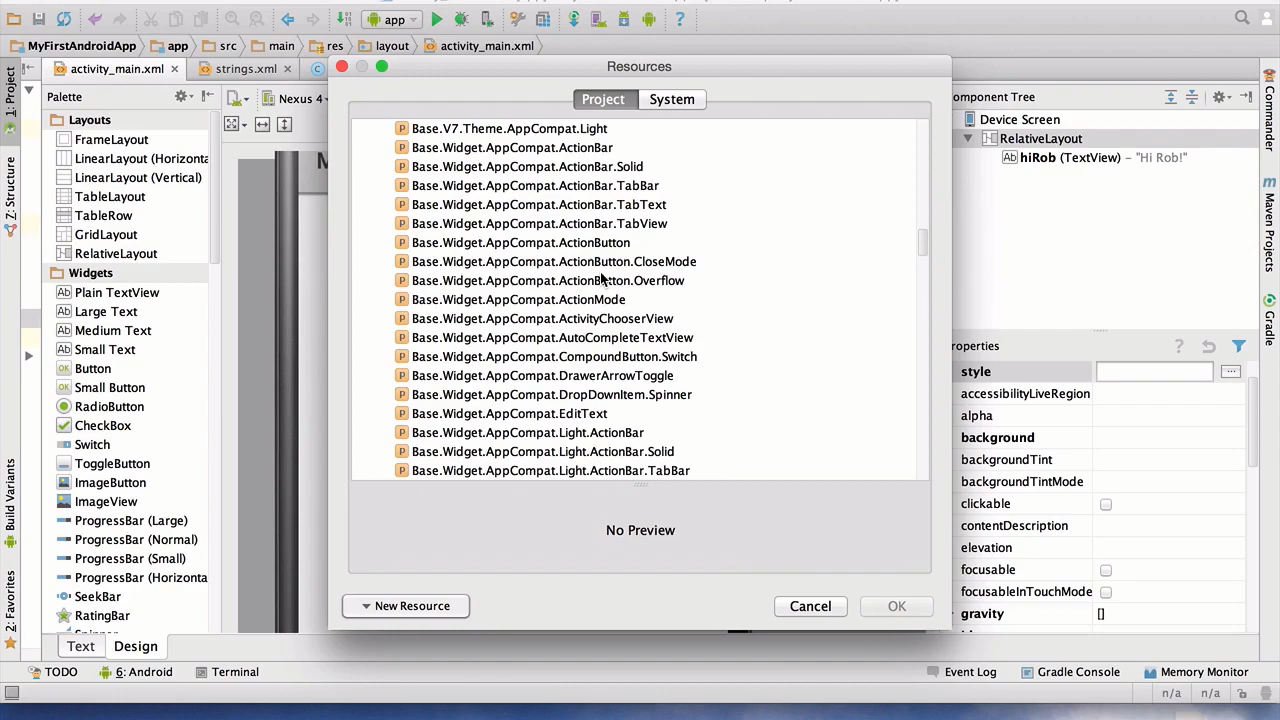 app
MyFirstAndroidApp app src main res layout activity_main.xml
activity_main.xml strings.xml
Resources
1: Project
Z: Structure
Build Variants
2: Favorites
Palette
Nexus 4
Layouts
FrameLayout
LinearLayout (Horizonta
LinearLayout (Vertical)
TableLayout
TableRow
GridLayout
RelativeLayout
Widgets
Plain TextView
Large Text
Medium Text
Small Text
Button
Small Button
RadioButton
CheckBox
Switch
ToggleButton
ImageButton
ImageView
ProgressBar (Large)
ProgressBar (Normal)
ProgressBar (Small)
ProgressBar (Horizonta
SeekBar
RatingBar
Text Design
Project System
Base.V7.Theme.AppCompat.Light
Base.Widget.AppCompat.ActionBar
Base.Widget.AppCompat.ActionBar.Solid
Base.Widget.AppCompat.ActionBar.TabBar
Base.Widget.AppCompat.ActionBar.TabText
Base.Widget.AppCompat.ActionBar.TabView
Base.Widget.AppCompat.ActionButton
Base.Widget.AppCompat.ActionButton.CloseMode
Base.Widget.AppCompat.ActionButton.Overflow
Base.Widget.AppCompat.ActionMode
Base.Widget.AppCompat.ActivityChooserView
Base.Widget.AppCompat.AutoCompleteTextView
Base.Widget.AppCompat.CompoundButton.Switch
Base.Widget.AppCompat.DrawerArrowToggle
Base.Widget.AppCompat.DropDownItem.Spinner
Base.Widget.AppCompat.EditText
Base.Widget.AppCompat.Light.ActionBar
Base.Widget.AppCompat.Light.ActionBar.Solid
Base.Widget.AppCompat.Light.ActionBar.TabBar
No Preview
New Resource Cancel OK
omponent Tree
Device Screen
RelativeLayout
Ab hiRob (TextView) – "Hi Rob!"
roperties
style
accessibilityLiveRegion
alpha
background
backgroundTint
backgroundTintMode
clickable
contentDescription
elevation
focusable
focusableInTouchMode
gravity []
Commander
Maven Projects
Gradle
TODO 6: Android Terminal Event Log Gradle Console Memory Monitor
n/a n/a